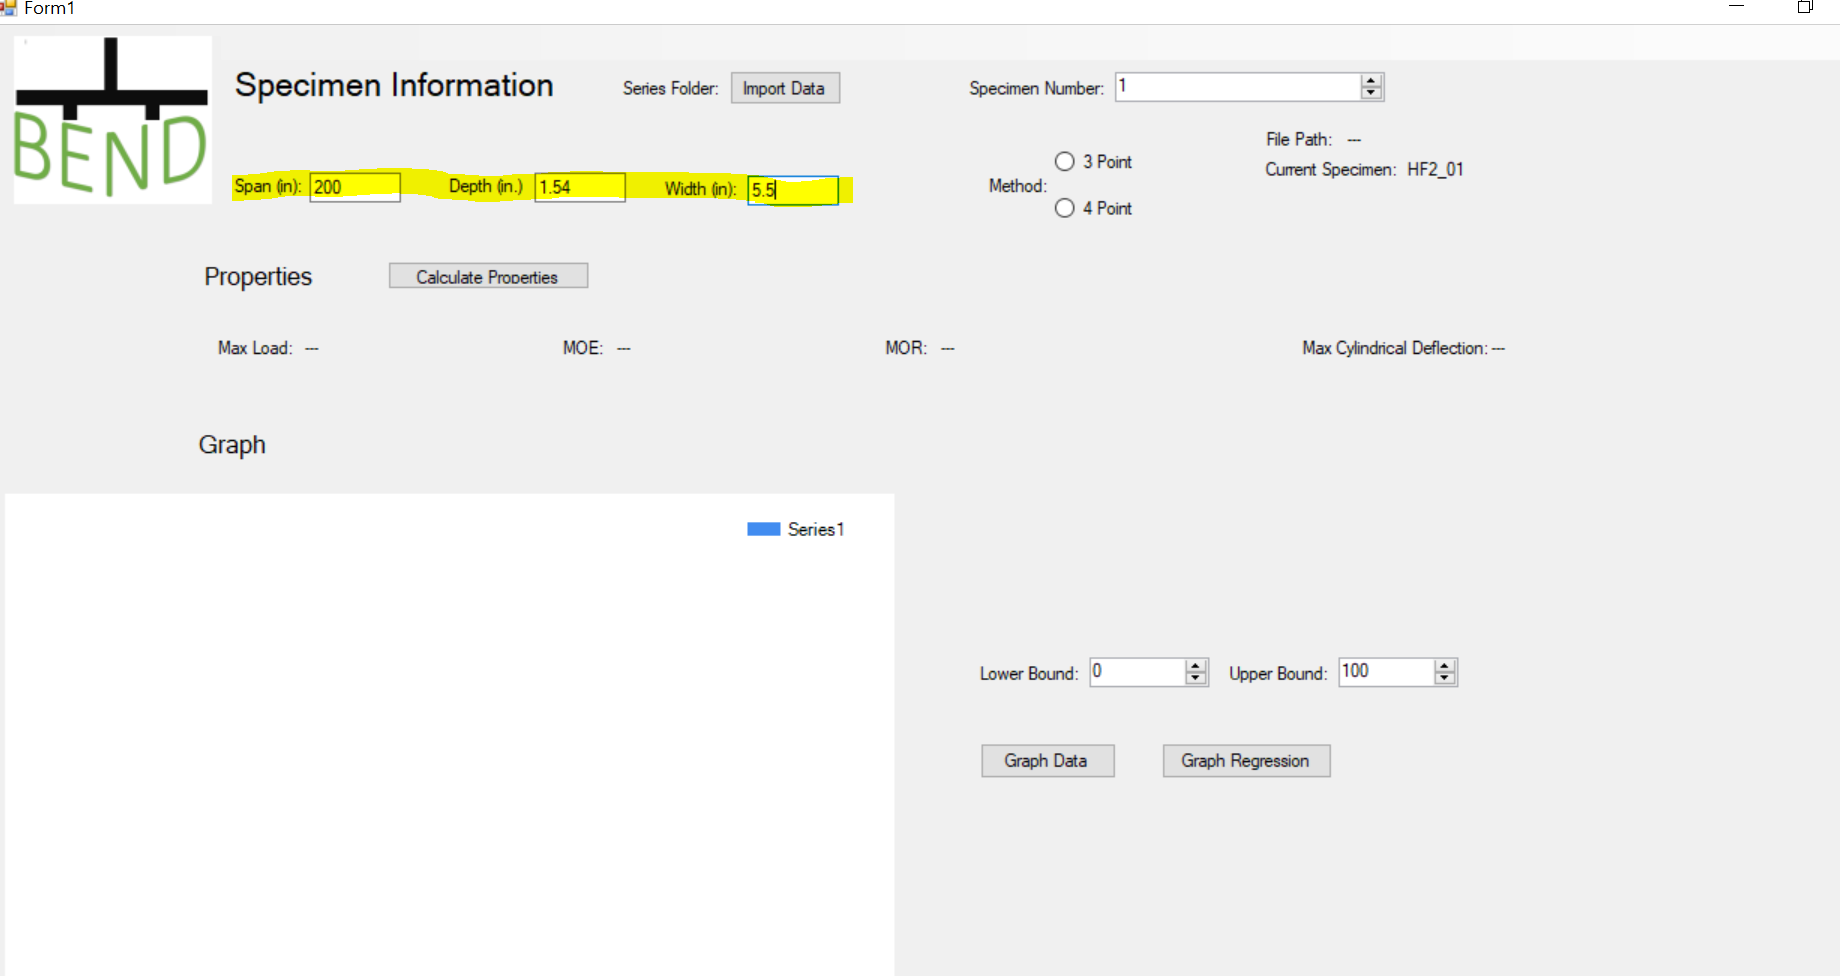 Form1
BEND
Specimen Information
Series Folder: Import Data
Specimen Number: 1
Span (in): 200 Depth (in.) 1.54 Width (in): 5.5
Method:
3 Point
4 Point
File Path: ---
Current Specimen: HF2_01
Properties Calculate Properties
Max Load: --- MOE: --- MOR: --- Max Cylindrical Deflection: ---
Graph
Series1
Lower Bound: 0 Upper Bound: 100
Graph Data Graph Regression